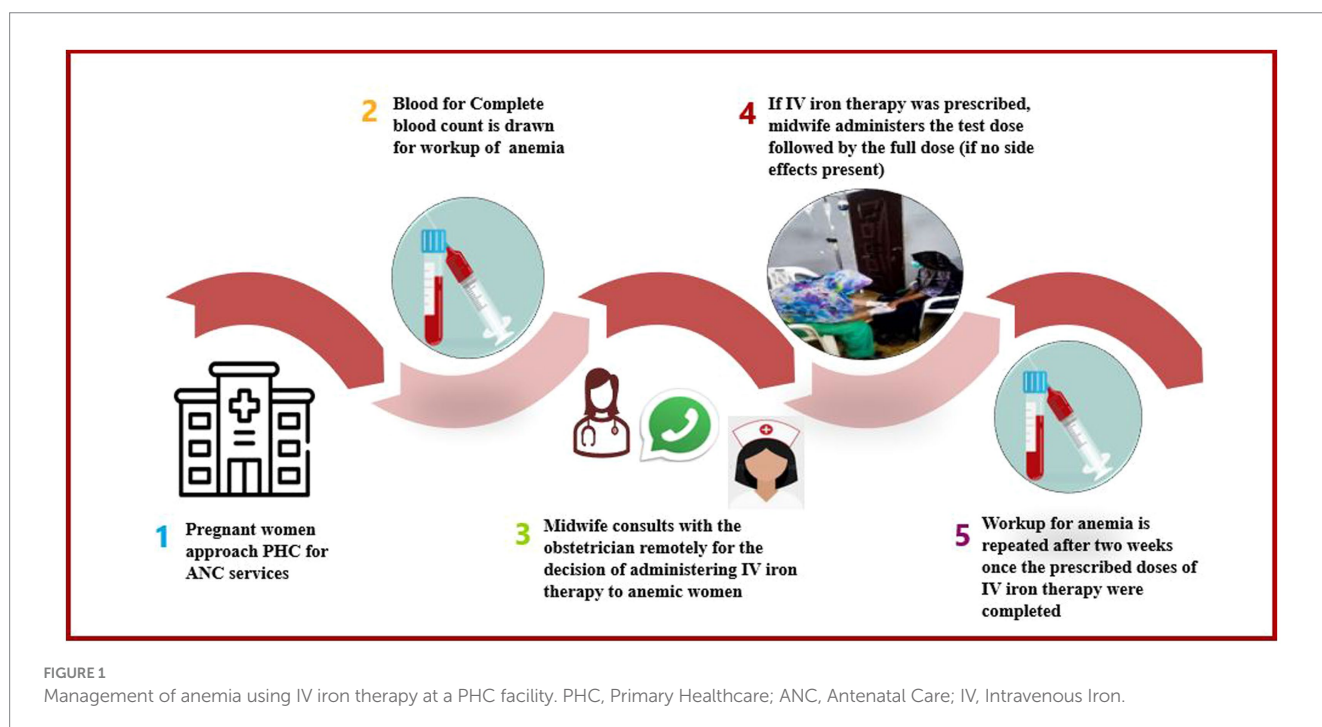 1 Pregnant women
approach PHC for
ANC services
2 Blood for Complete
blood count is drawn
for workup of anemia
3 Midwife consults with the
obstetrician remotely for the
decision of administering IV iron
therapy to anemic women
4 If IV iron therapy was prescribed,
midwife administers the test dose
followed by the full dose (if no side
effects present)
5 Workup for anemia is
repeated after two weeks
once the prescribed doses of
IV iron therapy were
completed
FIGURE 1
Management of anemia using IV iron therapy at a PHC facility. PHC, Primary Healthcare; ANC, Antenatal Care; IV, Intravenous Iron.